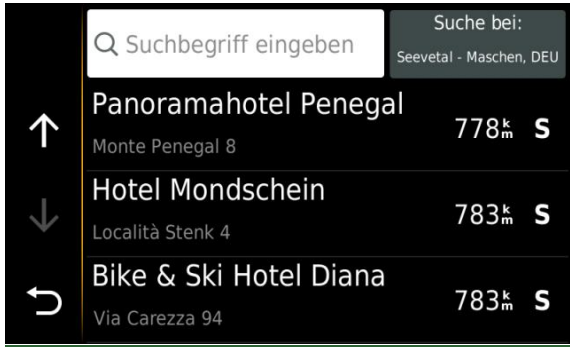 Suchbegriff eingeben
Suche bei:
Seevetal - Maschen, DEU
Panoramahotel Penegal
778 km S
Monte Penegal 8
Hotel Mondschein
783 km S
Località Stenk 4
Bike & Ski Hotel Diana
783 km S
Via Carezza 94